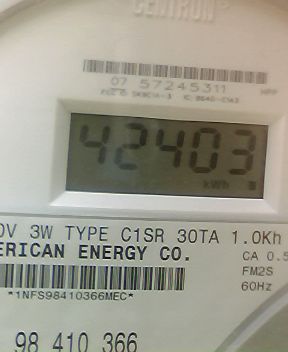 CENTRON®
07 57245311
42403
kWh
0V 3W TYPE C1SR 30TA 1.0Kh
ERICAN ENERGY CO.
CA 0.5
FM2S
*1NFS98410366MEC*
60Hz
98 410 366